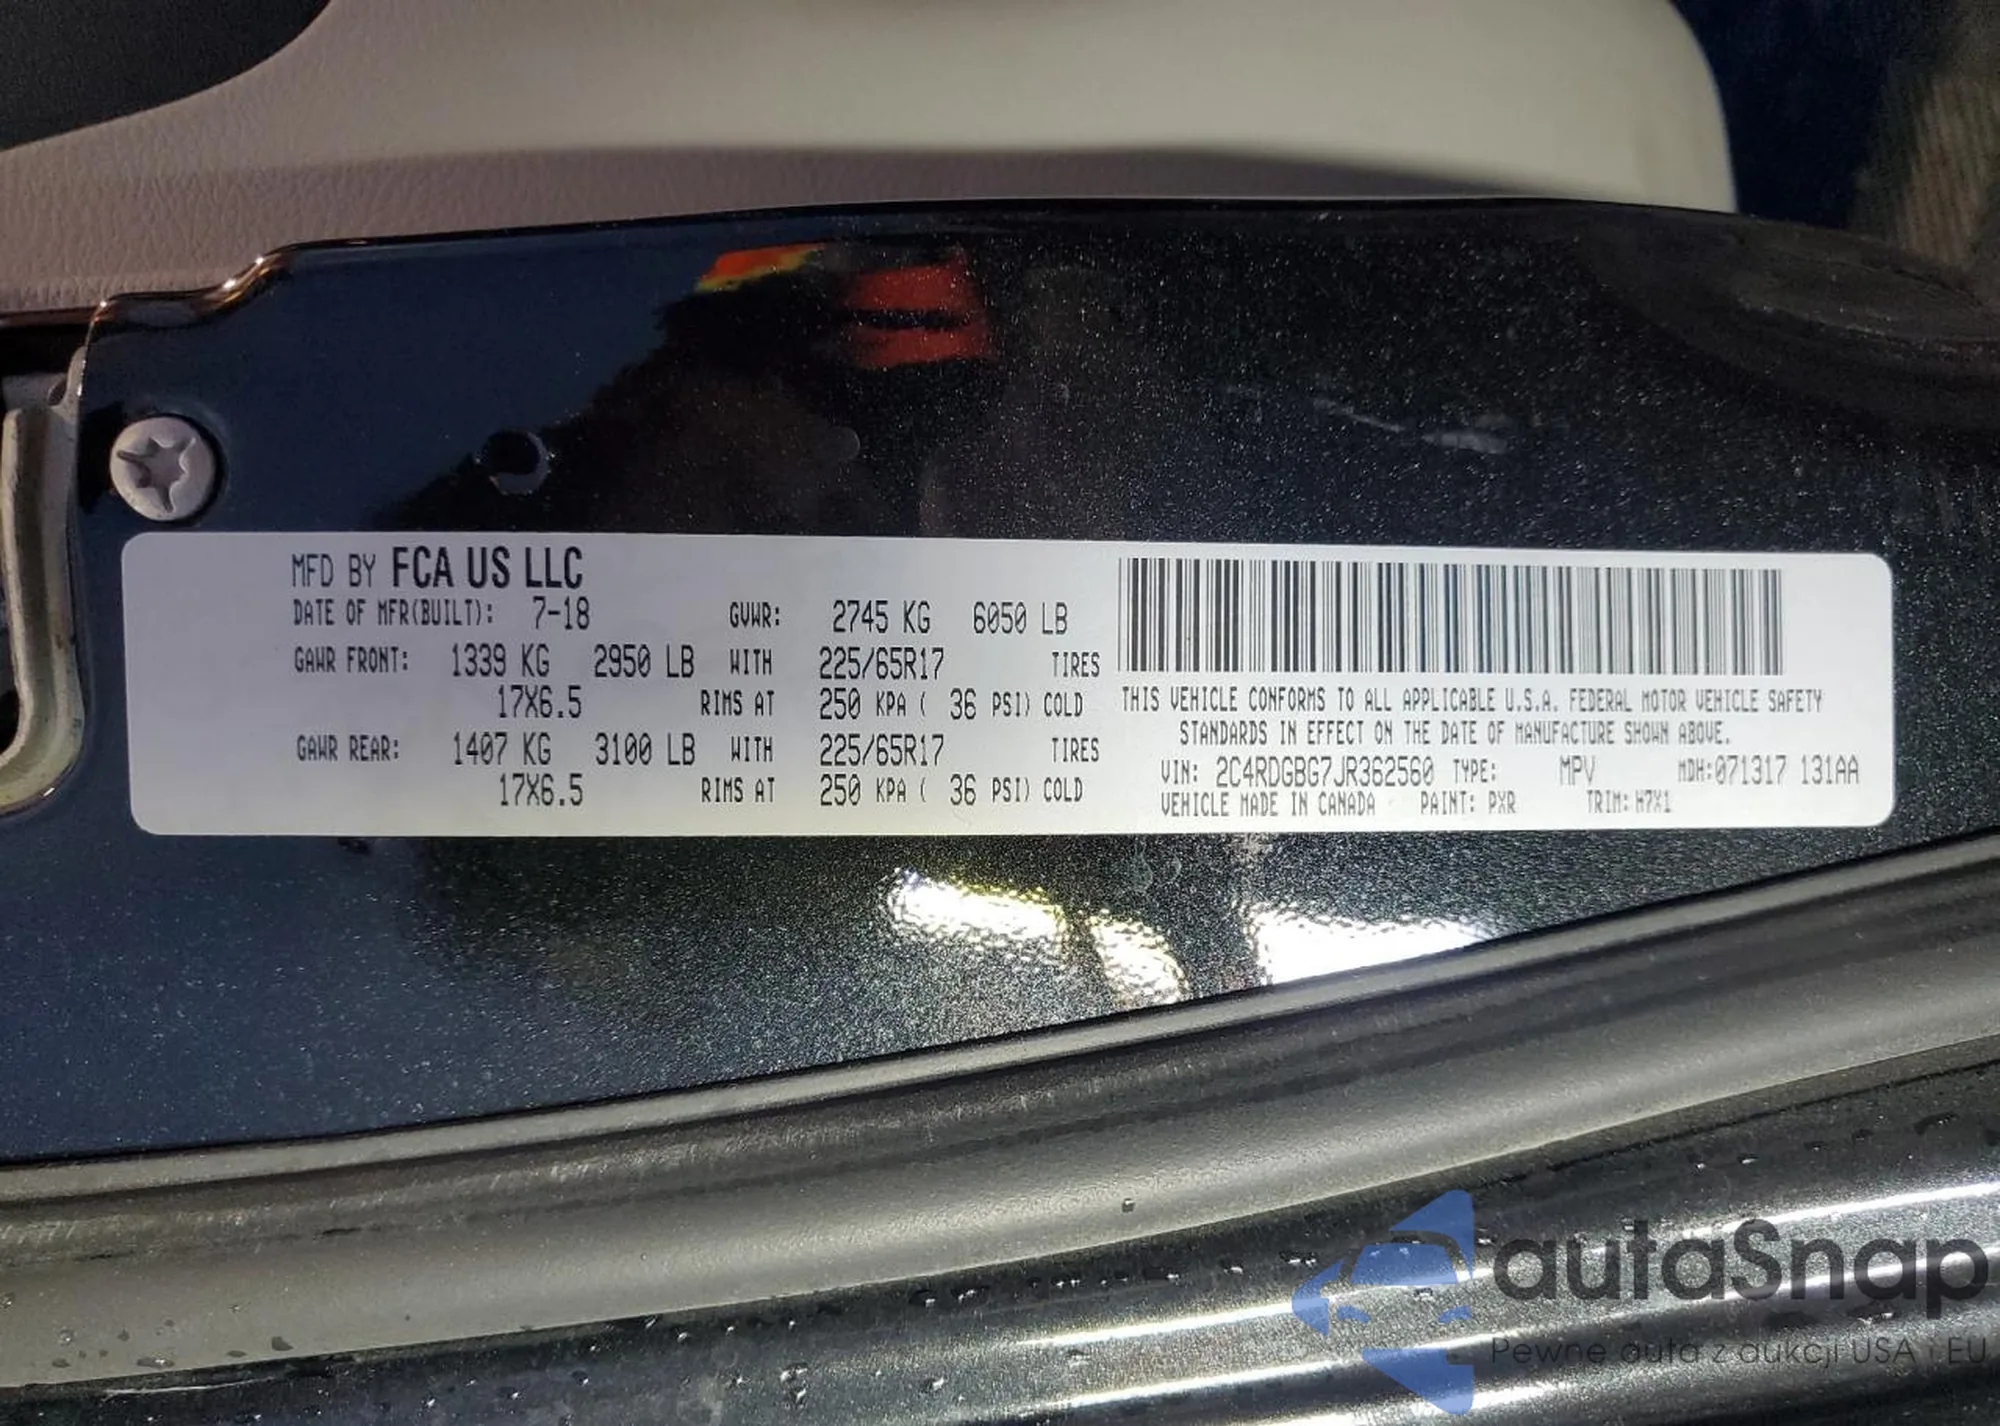 MFD BY FCA US LLC
DATE OF MFR(BUILT): 7-18 GVWR: 2745 KG 6050 LB
GAWR FRONT: 1339 KG 2950 LB WITH 225/65R17 TIRES
17X6.5 RIMS AT 250 KPA ( 36 PSI) COLD
GAWR REAR: 1407 KG 3100 LB WITH 225/65R17 TIRES
17X6.5 RIMS AT 250 KPA ( 36 PSI) COLD
THIS VEHICLE CONFORMS TO ALL APPLICABLE U.S.A. FEDERAL MOTOR VEHICLE SAFETY
STANDARDS IN EFFECT ON THE DATE OF MANUFACTURE SHOWN ABOVE.
VIN: 2C4RDGBG7JR362560 TYPE: MPV MDH:071317 131AA
VEHICLE MADE IN CANADA PAINT: PXR TRIM: H7X1
autaSnap
Pewne auta z aukcji USA i EU